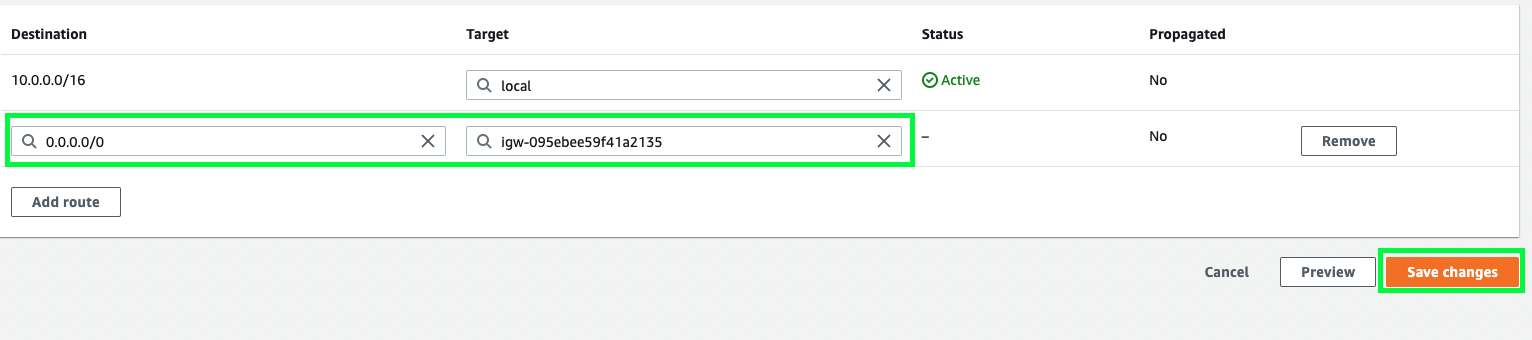 Destination Target Status Propagated
10.0.0.0/16 local Active No
0.0.0.0/0 igw-095ebee59f41a2135 – No Remove
Add route
Cancel Preview Save changes